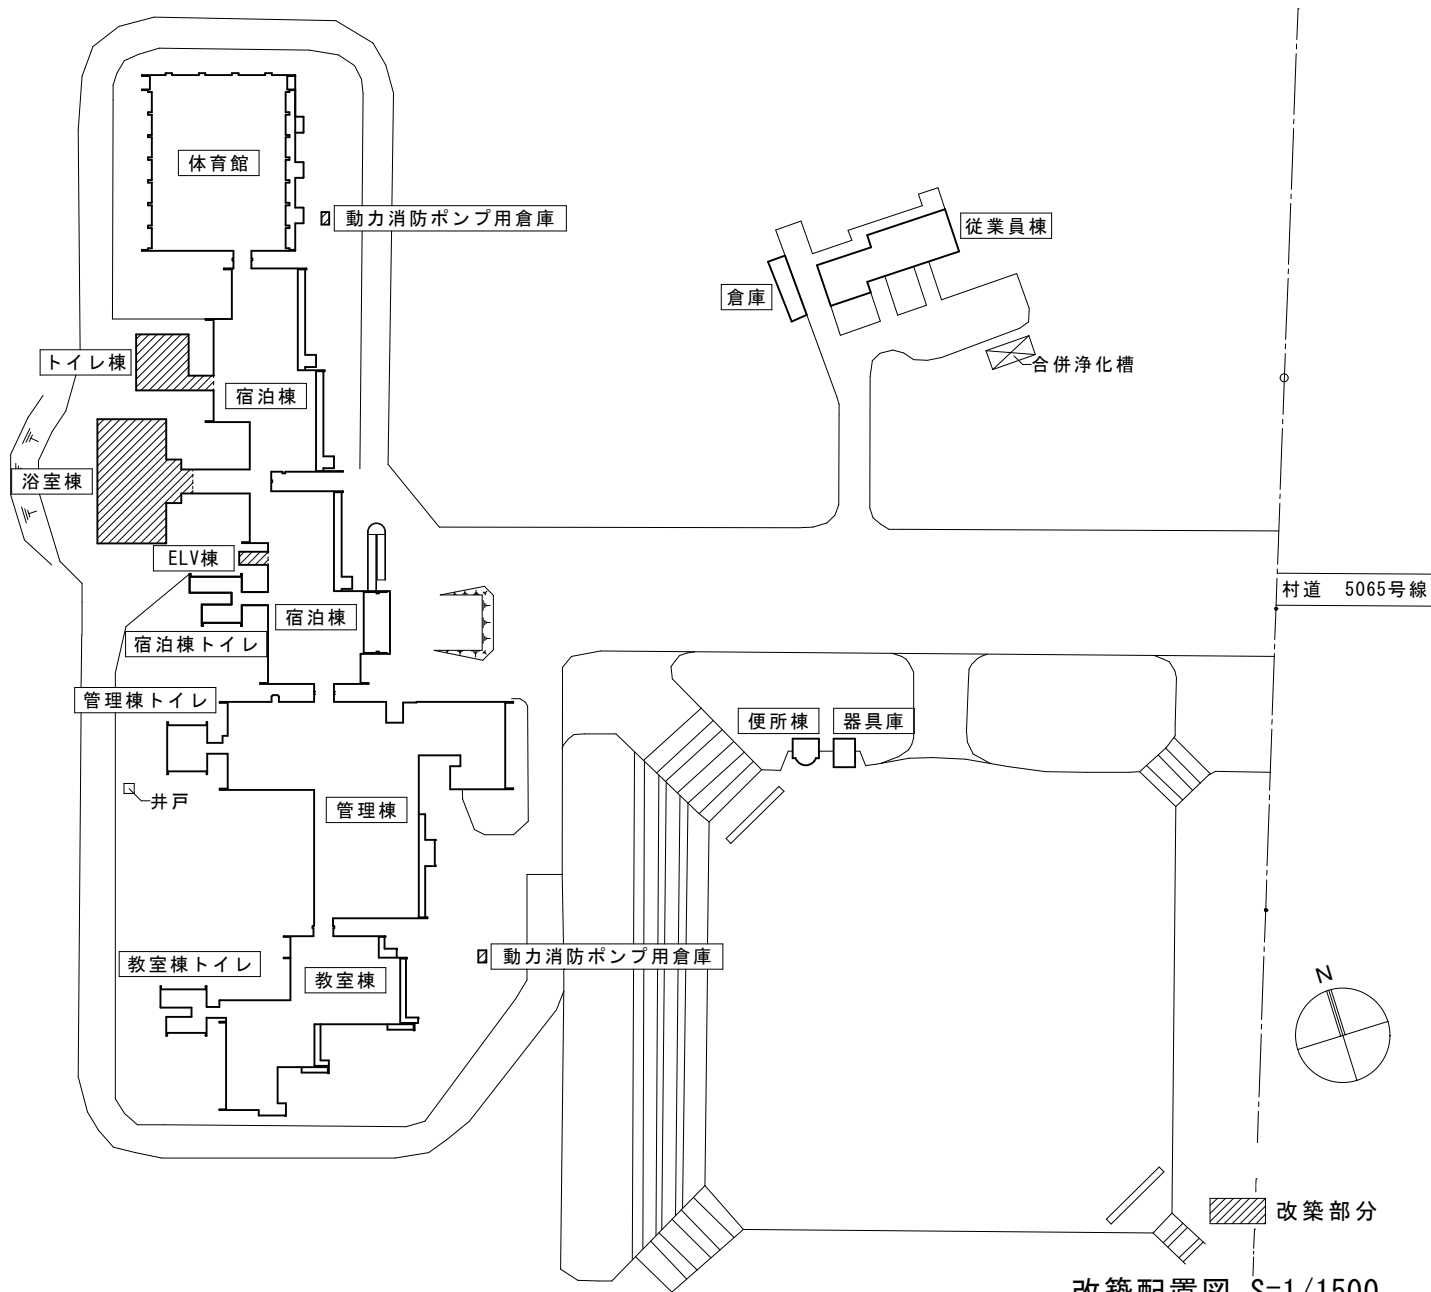 体育館
動力消防ポンプ用倉庫
従業員棟
倉庫
トイレ棟
合併浄化槽
宿泊棟
浴室棟
ELV棟
村道 5065号線
宿泊棟
宿泊棟トイレ
管理棟トイレ
便所棟
器具庫
井戸
管理棟
動力消防ポンプ用倉庫
教室棟トイレ
教室棟
N
改築部分
改築配置図 S=1/1500